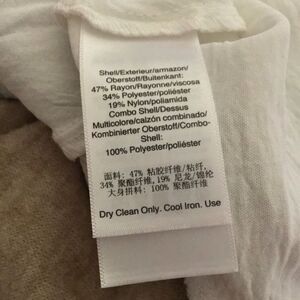 Shell/Exterieur/armazon/
Oberstoff/Buitenkant:
47% Rayon/Rayonne/viscosa
34% Polyester/poliéster
19% Nylon/poliamida
Combo Shell/Dessus
Multicolore/calzón combinado/
Kombinierter Oberstoff/Combo-
Shell:
100% Polyester/poliéster
面料: 47% 粘胶纤维/粘纤,
34% 聚酯纤维,19% 尼龙/锦纶
大身拼料: 100% 聚酯纤维
Dry Clean Only. Cool Iron. Use